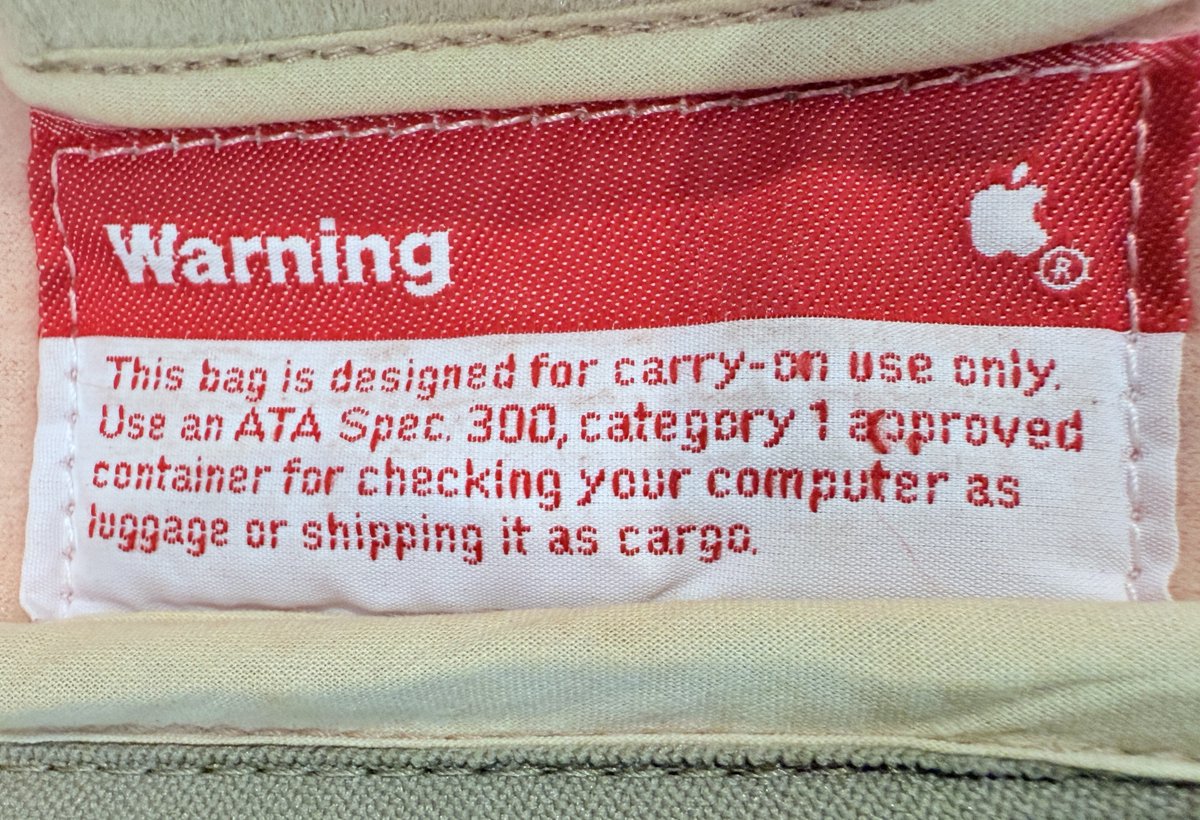 Warning
®
This bag is designed for carry-on use only.
Use an ATA Spec. 300, category 1 approved
container for checking your computer as
luggage or shipping it as cargo.